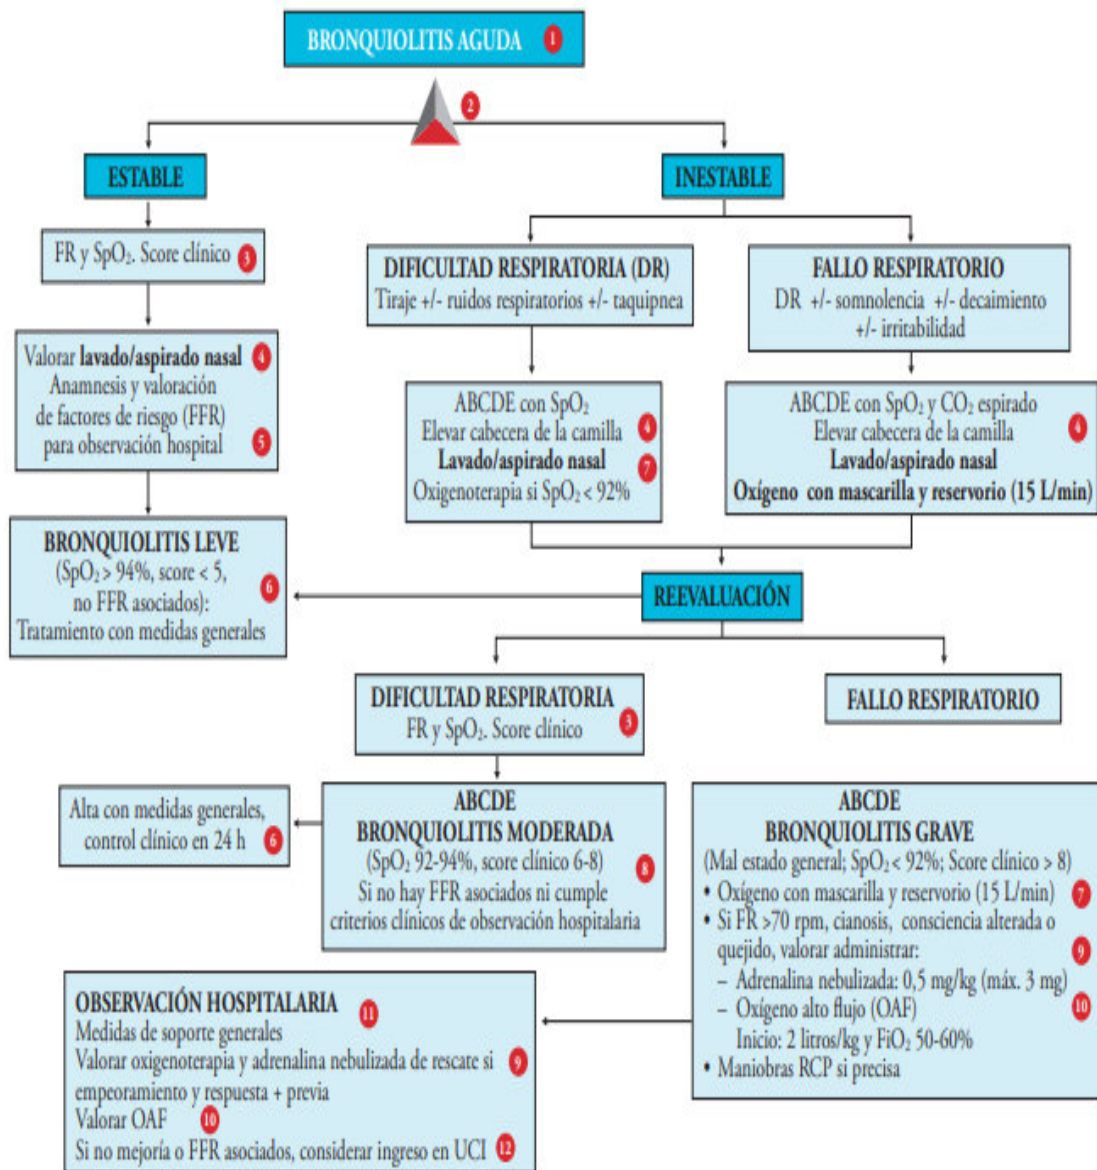 BRONQUIOLITIS AGUDA 1
2
ESTABLE
INESTABLE
FR y SpO₂. Score clínico 3
DIFICULTAD RESPIRATORIA (DR)
Tiraje +/- ruidos respiratorios +/- taquipnea
FALLO RESPIRATORIO
DR +/- somnolencia +/- decaimiento
+/- irritabilidad
Valorar lavado/aspirado nasal 4
Anamnesis y valoración
de factores de riesgo (FFR)
para observación hospital 5
ABCDE con SpO₂
Elevar cabecera de la camilla 4
Lavado/aspirado nasal 7
Oxigenoterapia si SpO₂ < 92%
ABCDE con SpO₂ y CO₂ espirado
Elevar cabecera de la camilla 4
Lavado/aspirado nasal
Oxígeno con mascarilla y reservorio (15 L/min)
BRONQUIOLITIS LEVE
(SpO₂ > 94%, score < 5,
no FFR asociados): 6
Tratamiento con medidas generales
REEVALUACIÓN
DIFICULTAD RESPIRATORIA
FR y SpO₂. Score clínico 3
FALLO RESPIRATORIO
Alta con medidas generales,
control clínico en 24 h 6
ABCDE
BRONQUIOLITIS MODERADA
(SpO₂ 92-94%, score clínico 6-8) 8
Si no hay FFR asociados ni cumple
criterios clínicos de observación hospitalaria
ABCDE
BRONQUIOLITIS GRAVE
(Mal estado general; SpO₂ < 92%; Score clínico > 8)
• Oxígeno con mascarilla y reservorio (15 L/min) 7
• Si FR >70 rpm, cianosis, consciencia alterada o
quejido, valorar administrar: 9
– Adrenalina nebulizada: 0,5 mg/kg (máx. 3 mg)
– Oxígeno alto flujo (OAF) 10
Inicio: 2 litros/kg y FiO₂ 50-60%
• Maniobras RCP si precisa
OBSERVACIÓN HOSPITALARIA 11
Medidas de soporte generales
Valorar oxigenoterapia y adrenalina nebulizada de rescate si 9
empeoramiento y respuesta + previa
Valorar OAF 10
Si no mejoría o FFR asociados, considerar ingreso en UCI 12